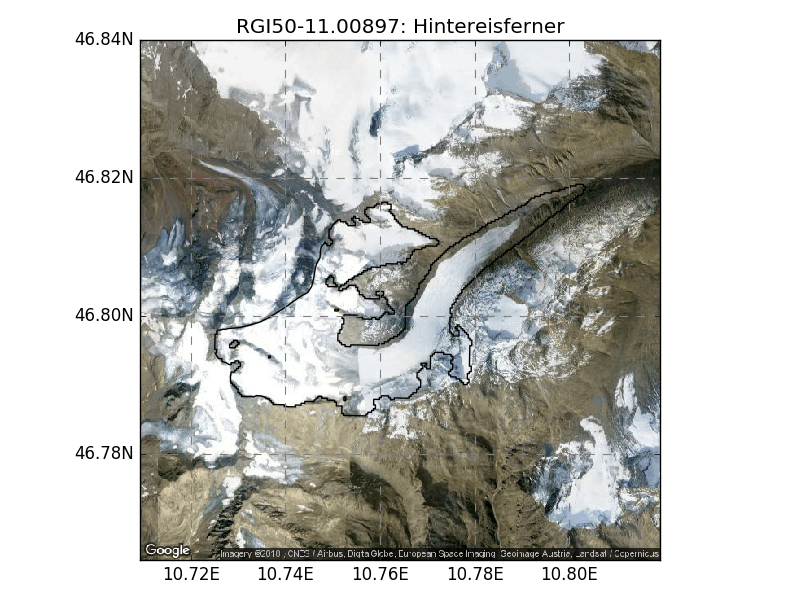 RGI50-11.00897: Hintereisferner
46.84N
46.82N
46.80N
46.78N
Google
Imagery ©2018 , CNES / Airbus, DigitalGlobe, European Space Imaging, Geoimage Austria, Landsat / Copernicus
10.72E 10.74E 10.76E 10.78E 10.80E